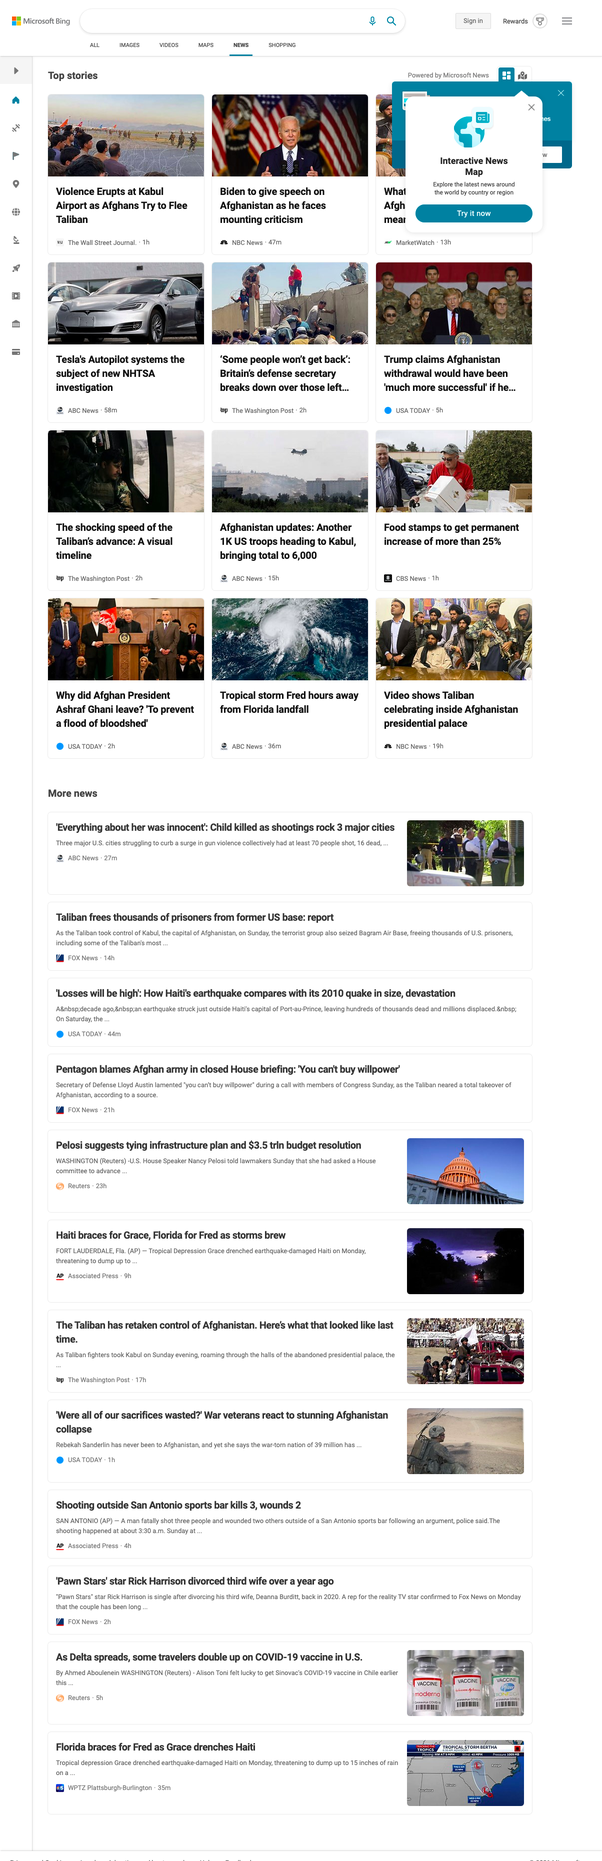 Microsoft Bing
Sign in
Rewards
ALL
IMAGES
VIDEOS
MAPS
NEWS
SHOPPING
Top stories
Powered by Microsoft News
Interactive News
Map
Explore the latest news around
the world by country or region
Try it now
Violence Erupts at Kabul
Airport as Afghans Try to Flee
Taliban
The Wall Street Journal. · 1h
Biden to give speech on
Afghanistan as he faces
mounting criticism
NBC News · 47m
What
Afgh
mean
MarketWatch · 13h
Tesla's Autopilot systems the
subject of new NHTSA
investigation
ABC News · 58m
‘Some people won’t get back’:
Britain’s defense secretary
breaks down over those left...
The Washington Post · 2h
Trump claims Afghanistan
withdrawal would have been
'much more successful' if he...
USA TODAY · 5h
The shocking speed of the
Taliban’s advance: A visual
timeline
The Washington Post · 2h
Afghanistan updates: Another
1K US troops heading to Kabul,
bringing total to 6,000
ABC News · 15h
Food stamps to get permanent
increase of more than 25%
CBS News · 1h
Why did Afghan President
Ashraf Ghani leave? 'To prevent
a flood of bloodshed'
USA TODAY · 2h
Tropical storm Fred hours away
from Florida landfall
ABC News · 36m
Video shows Taliban
celebrating inside Afghanistan
presidential palace
NBC News · 19h
More news
'Everything about her was innocent': Child killed as shootings rock 3 major cities
Three major U.S. cities struggling to curb a surge in gun violence collectively had at least 70 people shot, 16 dead, ...
ABC News · 27m
7630
Taliban frees thousands of prisoners from former US base: report
As the Taliban took control of Kabul, the capital of Afghanistan, on Sunday, the terrorist group also seized Bagram Air Base, freeing thousands of U.S. prisoners,
including some of the Taliban's most ...
FOX News · 14h
'Losses will be high': How Haiti's earthquake compares with its 2010 quake in size, devastation
A&nbsp;decade ago,&nbsp;an earthquake struck just outside Haiti's capital of Port-au-Prince, leaving hundreds of thousands dead and millions displaced.&nbsp;
On Saturday, the ...
USA TODAY · 44m
Pentagon blames Afghan army in closed House briefing: 'You can't buy willpower'
Secretary of Defense Lloyd Austin lamented "you can't buy willpower" during a call with members of Congress Sunday, as the Taliban neared a total takeover of
Afghanistan, according to a source.
FOX News · 21h
Pelosi suggests tying infrastructure plan and $3.5 trln budget resolution
WASHINGTON (Reuters) -U.S. House Speaker Nancy Pelosi told lawmakers Sunday that she had asked a House
committee to advance ...
Reuters · 23h
Haiti braces for Grace, Florida for Fred as storms brew
FORT LAUDERDALE, Fla. (AP) — Tropical Depression Grace drenched earthquake-damaged Haiti on Monday,
threatening to dump up to ...
AP Associated Press · 9h
The Taliban has retaken control of Afghanistan. Here’s what that looked like last
time.
As Taliban fighters took Kabul on Sunday evening, roaming through the halls of the abandoned presidential palace, the
...
The Washington Post · 17h
'Were all of our sacrifices wasted?' War veterans react to stunning Afghanistan
collapse
Rebekah Sanderlin has never been to Afghanistan, and yet she says the war-torn nation of 39 million has ...
USA TODAY · 1h
Shooting outside San Antonio sports bar kills 3, wounds 2
SAN ANTONIO (AP) — A man fatally shot three people and wounded two others outside of a San Antonio sports bar following an argument, police said.The
shooting happened at about 3:30 a.m. Sunday at ...
AP Associated Press · 4h
'Pawn Stars' star Rick Harrison divorced third wife over a year ago
"Pawn Stars" star Rick Harrison is single after divorcing his third wife, Deanna Burditt, back in 2020. A rep for the reality TV star confirmed to Fox News on Monday
that the couple has been long ...
FOX News · 2h
As Delta spreads, some travelers double up on COVID-19 vaccine in U.S.
By Ahmed Aboulenein WASHINGTON (Reuters) - Alison Toni felt lucky to get Sinovac's COVID-19 vaccine in Chile earlier
this ...
Reuters · 5h
VACCINE
VACCINE
VACCINE
moderna
Florida braces for Fred as Grace drenches Haiti
Tropical depression Grace drenched earthquake-damaged Haiti on Monday, threatening to dump up to 15 inches of rain
on a ...
WPTZ Plattsburgh-Burlington · 35m
TROPICS
TROPICAL STORM BERTHA